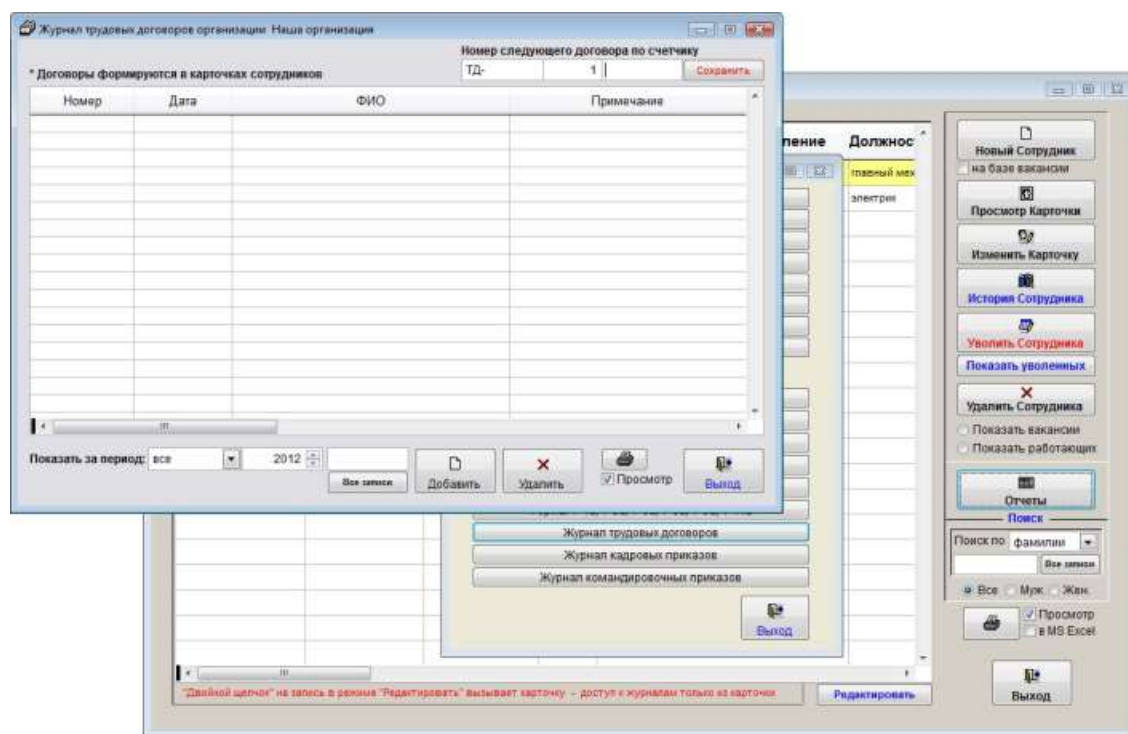 Журнал трудовых договоров организации Наша организация
Номер следующего договора по счетчику
* Договоры формируются в карточках сотрудников
ТД- 1 Сохранить
Номер Дата ФИО Примечание
Показать за период: все 2012
Все записи
Добавить
Удалить
Просмотр
Выход
Должнос
главный мех
электрик
Журнал трудовых договоров
Журнал кадровых приказов
Журнал командировочных приказов
Выход
"Двойной щелчок" на запись в режиме "Редактировать" вызывает карточку - доступ к журналам только из карточки
Редактировать
Новый Сотрудник
на базе вакансии
Просмотр Карточки
Изменить Карточку
История Сотрудника
Уволить Сотрудника
Показать уволенных
Удалить Сотрудника
Показать вакансии
Показать работающих
Отчеты
Поиск
Поиск по фамилии
Все записи
Все Муж. Жен.
Просмотр
в MS Excel
Выход